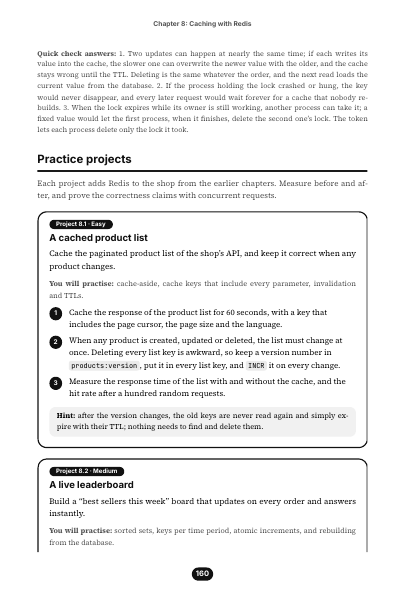 Chapter 8: Caching with Redis
Quick check answers: 1. Two updates can happen at nearly the same time; if each writes its
value into the cache, the slower one can overwrite the newer value with the older, and the cache
stays wrong until the TTL. Deleting is the same whatever the order, and the next read loads the
current value from the database. 2. If the process holding the lock crashed or hung, the key
would never disappear, and every later request would wait forever for a cache that nobody re-
builds. 3. When the lock expires while its owner is still working, another process can take it; a
fixed value would let the first process, when it finishes, delete the second one's lock. The token
lets each process delete only the lock it took.
Practice projects
Each project adds Redis to the shop from the earlier chapters. Measure before and af-
ter, and prove the correctness claims with concurrent requests.
Project 8.1 · Easy
A cached product list
Cache the paginated product list of the shop's API, and keep it correct when any
product changes.
You will practise: cache-aside, cache keys that include every parameter, invalidation
and TTLs.
1 Cache the response of the product list for 60 seconds, with a key that
includes the page cursor, the page size and the language.
2 When any product is created, updated or deleted, the list must change at
once. Deleting every list key is awkward, so keep a version number in
products:version, put it in every list key, and INCR it on every change.
3 Measure the response time of the list with and without the cache, and the
hit rate after a hundred random requests.
Hint: after the version changes, the old keys are never read again and simply ex-
pire with their TTL; nothing needs to find and delete them.
Project 8.2 · Medium
A live leaderboard
Build a “best sellers this week” board that updates on every order and answers
instantly.
You will practise: sorted sets, keys per time period, atomic increments, and rebuilding
from the database.
160